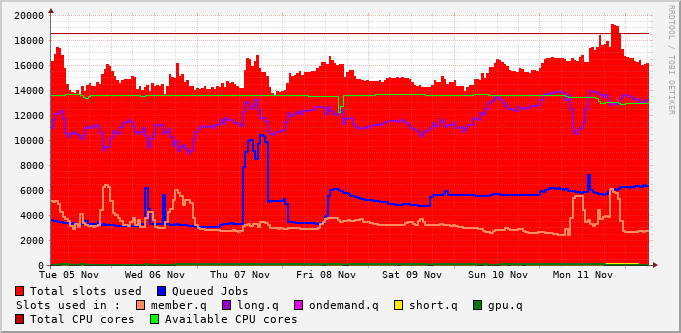 20000
18000
16000
14000
12000
10000
8000
6000
4000
2000
0
Tue 05 Nov Wed 06 Nov Thu 07 Nov Fri 08 Nov Sat 09 Nov Sun 10 Nov Mon 11 Nov
Total slots used Queued Jobs
Slots used in : member.q long.q ondemand.q short.q gpu.q
Total CPU cores Available CPU cores
RRDTOOL / TOBI OETIKER